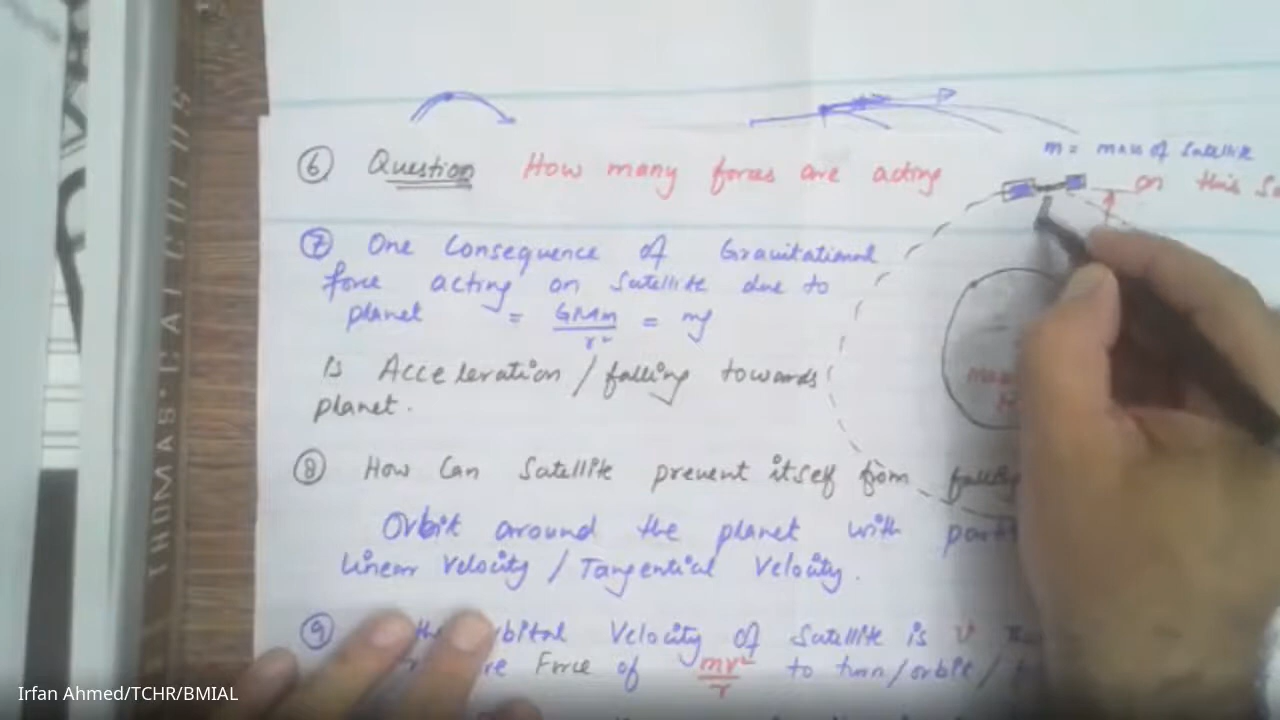 m = mass of Satellite
⑥ Question How many forces are acting on this
⑦ One Consequence of Gravitational
force acting on Satellite due to
planet = GMm/r² = mg
is Acceleration / falling towards
planet.
⑧ How Can Satellite prevent itself from falling
Orbit around the planet with
Linear Velocity / Tangential Velocity.
⑨ Velocity of Satellite is v
Force of mv²/r to turn/orbit/
THOMAS
Irfan Ahmed/TCHR/BMIAL